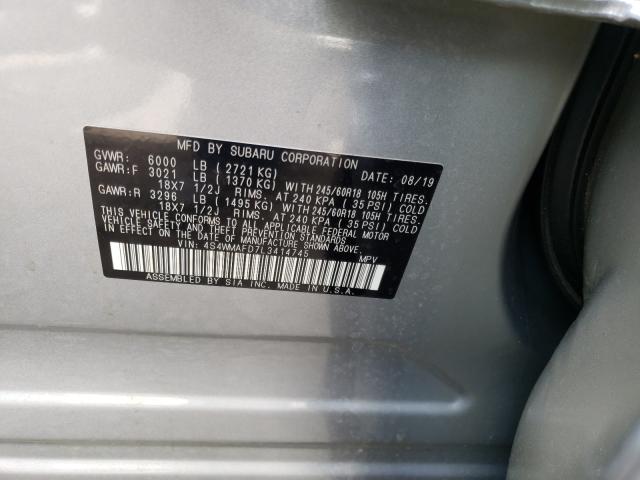 MFD BY SUBARU CORPORATION
GVWR: 6000 LB ( 2721 KG) DATE: 08/19
GAWR:F 3021 LB ( 1370 KG) WITH 245/60R18 105H TIRES.
18X7 1/2J RIMS. AT 240 KPA ( 35 PSI) COLD
GAWR:R 3296 LB ( 1495 KG) WITH 245/60R18 105H TIRES.
18X7 1/2J RIMS. AT 240 KPA ( 35 PSI) COLD
THIS VEHICLE CONFORMS TO ALL APPLICABLE FEDERAL MOTOR
VEHICLE SAFETY AND THEFT PREVENTION STANDARDS
IN EFFECT ON THE DATE OF MANUFACTURE SHOWN ABOVE.
VIN: 4S4WMAFD7L3414745 MPV
ASSEMBLED BY SIA INC. MADE IN U.S.A.